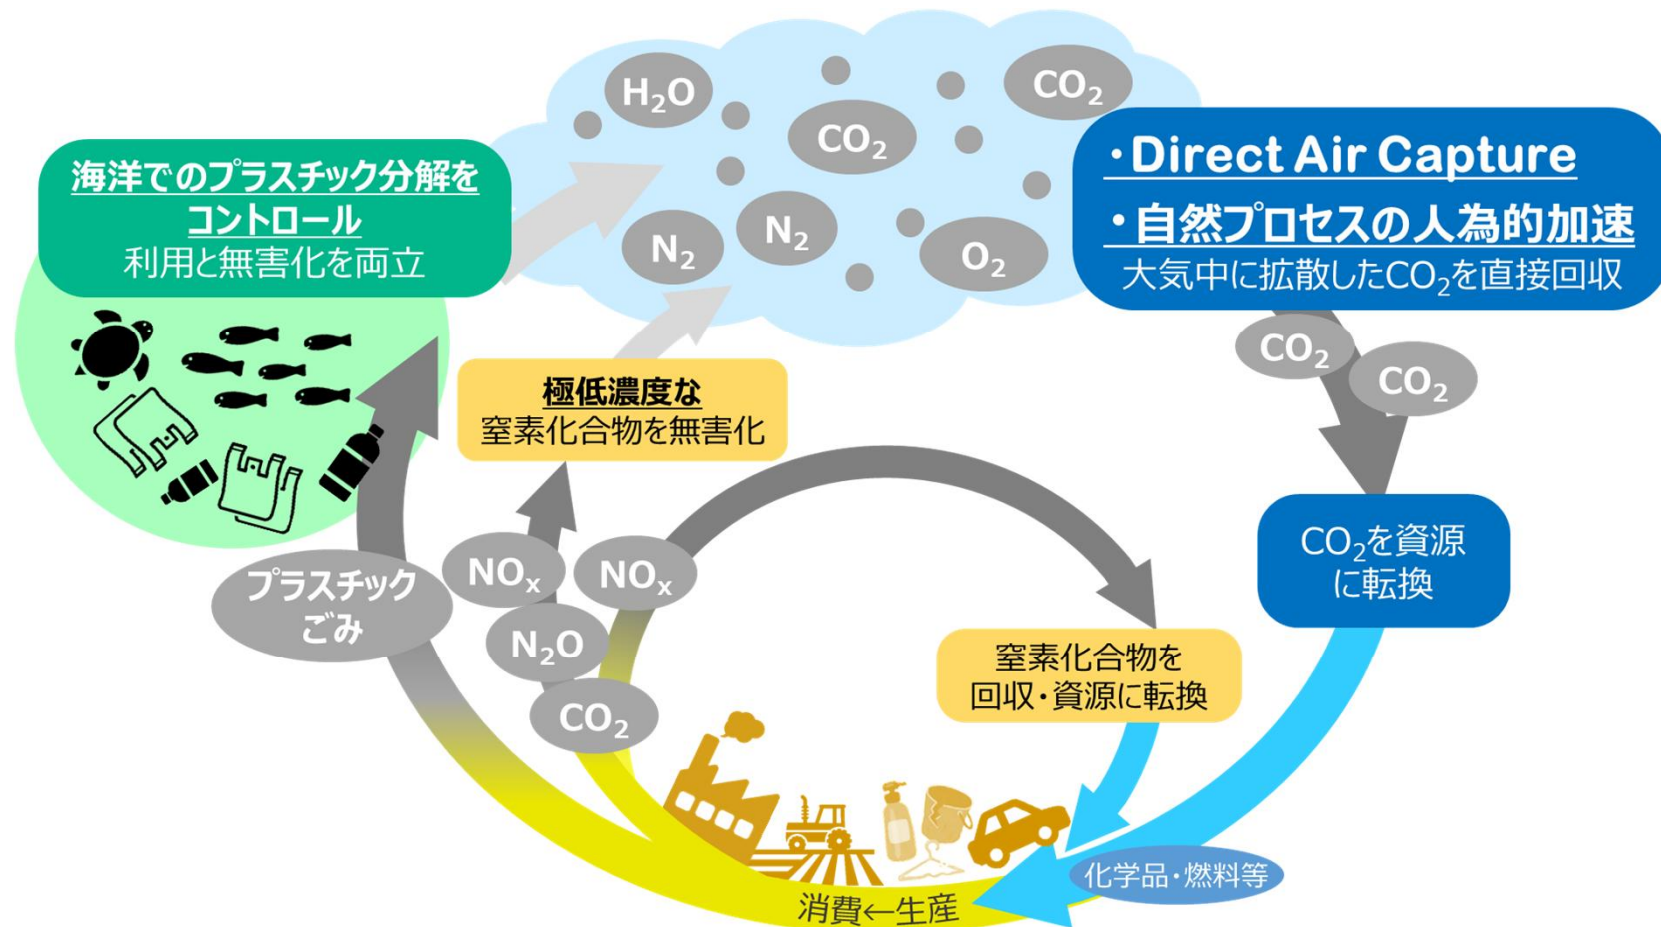 H₂O
CO₂
CO₂
N₂
N₂
O₂
海洋でのプラスチック分解を
コントロール
利用と無害化を両立
・Direct Air Capture
・自然プロセスの人為的加速
大気中に拡散したCO₂を直接回収
CO₂
CO₂
極低濃度な
窒素化合物を無害化
CO₂を資源
に転換
プラスチック
ごみ
NOₓ
NOₓ
N₂O
CO₂
窒素化合物を
回収・資源に転換
化学品・燃料等
消費←生産